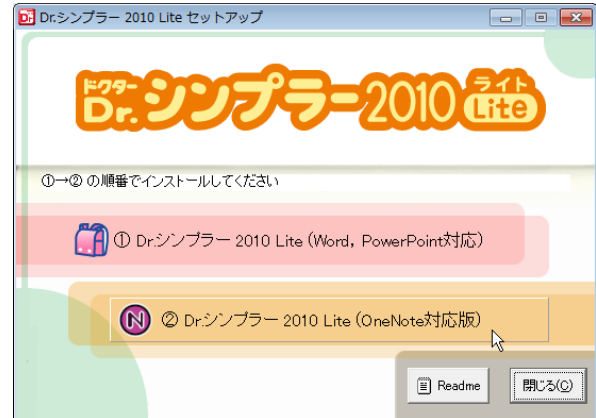 Dr.シンプラー 2010 Lite セットアップ
ドクター ライト
Dr.シンプラー2010 Lite
①→② の順番でインストールしてください
① Dr.シンプラー 2010 Lite (Word, PowerPoint対応)
② Dr.シンプラー 2010 Lite (OneNote対応版)
Readme 閉じる(C)